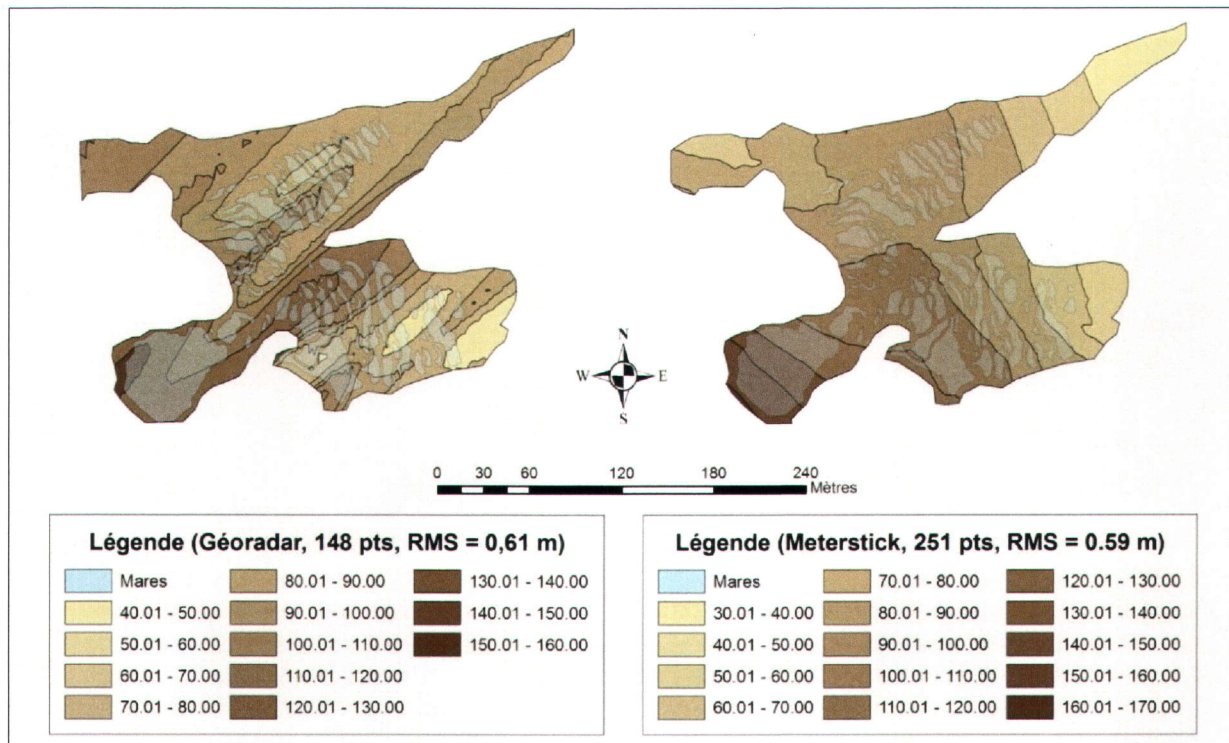 N
W E
S
0 30 60 120 180 240
Mètres
Légende (Géoradar, 148 pts, RMS = 0,61 m)
Mares
40.01 - 50.00
50.01 - 60.00
60.01 - 70.00
70.01 - 80.00
80.01 - 90.00
90.01 - 100.00
100.01 - 110.00
110.01 - 120.00
120.01 - 130.00
130.01 - 140.00
140.01 - 150.00
150.01 - 160.00
Légende (Meterstick, 251 pts, RMS = 0.59 m)
Mares
30.01 - 40.00
40.01 - 50.00
50.01 - 60.00
60.01 - 70.00
70.01 - 80.00
80.01 - 90.00
90.01 - 100.00
100.01 - 110.00
110.01 - 120.00
120.01 - 130.00
130.01 - 140.00
140.01 - 150.00
150.01 - 160.00
160.01 - 170.00